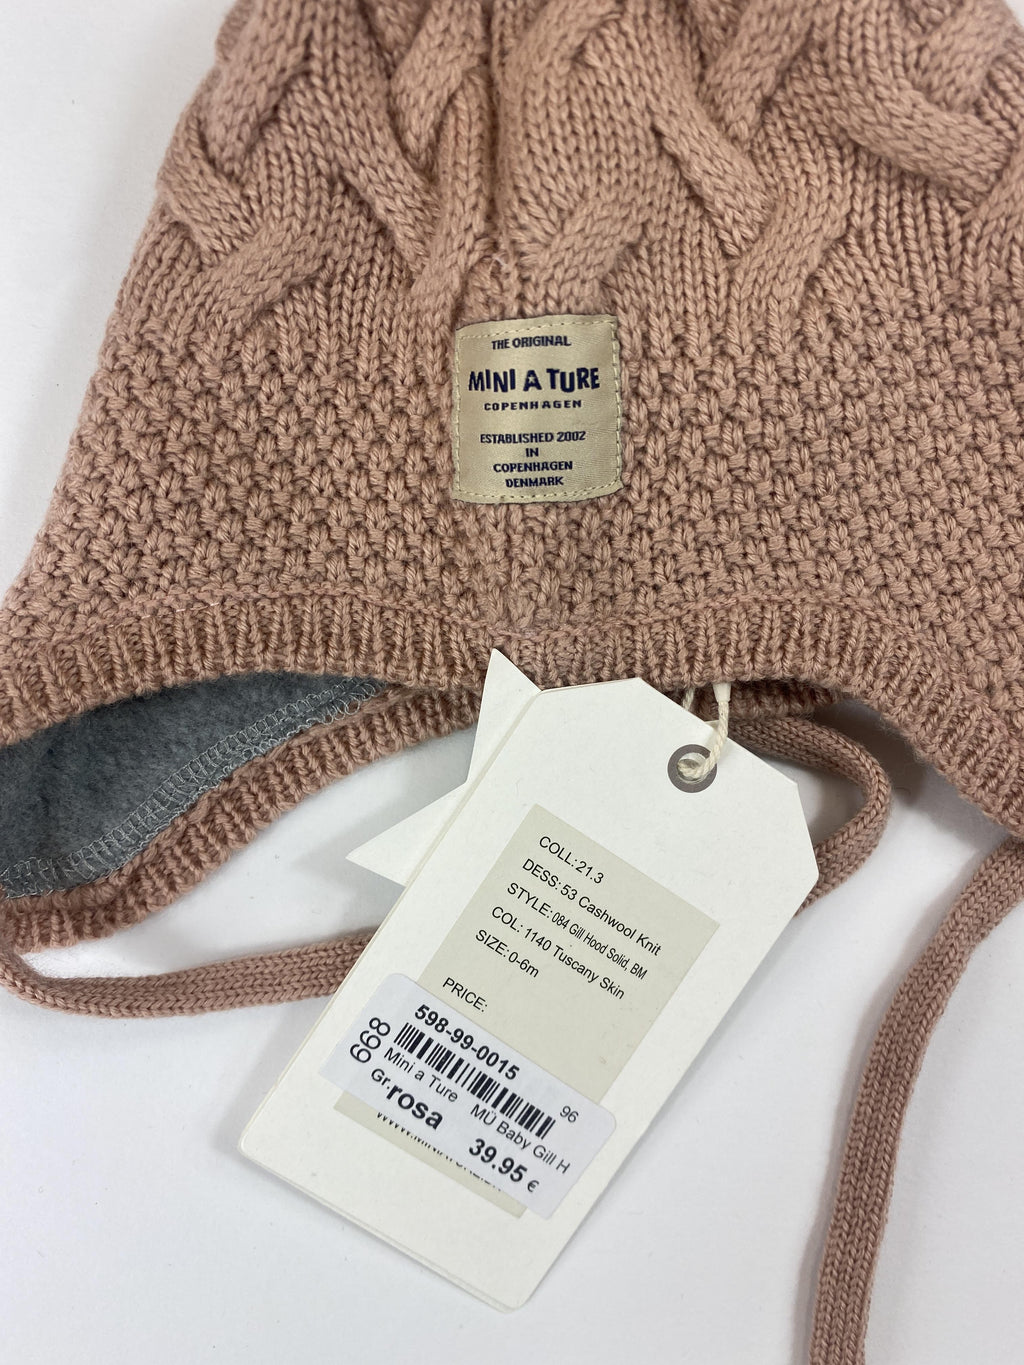 THE ORIGINAL
MINI A TURE
COPENHAGEN
ESTABLISHED 2002
IN
COPENHAGEN
DENMARK
COLL: 21.3
DESS: 53 Cashwool Knit
STYLE: 084 Gill Hood Solid, BM
COL: 1140 Tuscany Skin
SIZE: 0-6m
PRICE:
598-99-0015
668
96
Mini a Ture MÜ Baby Gill H
Gr.rosa
39.95 €